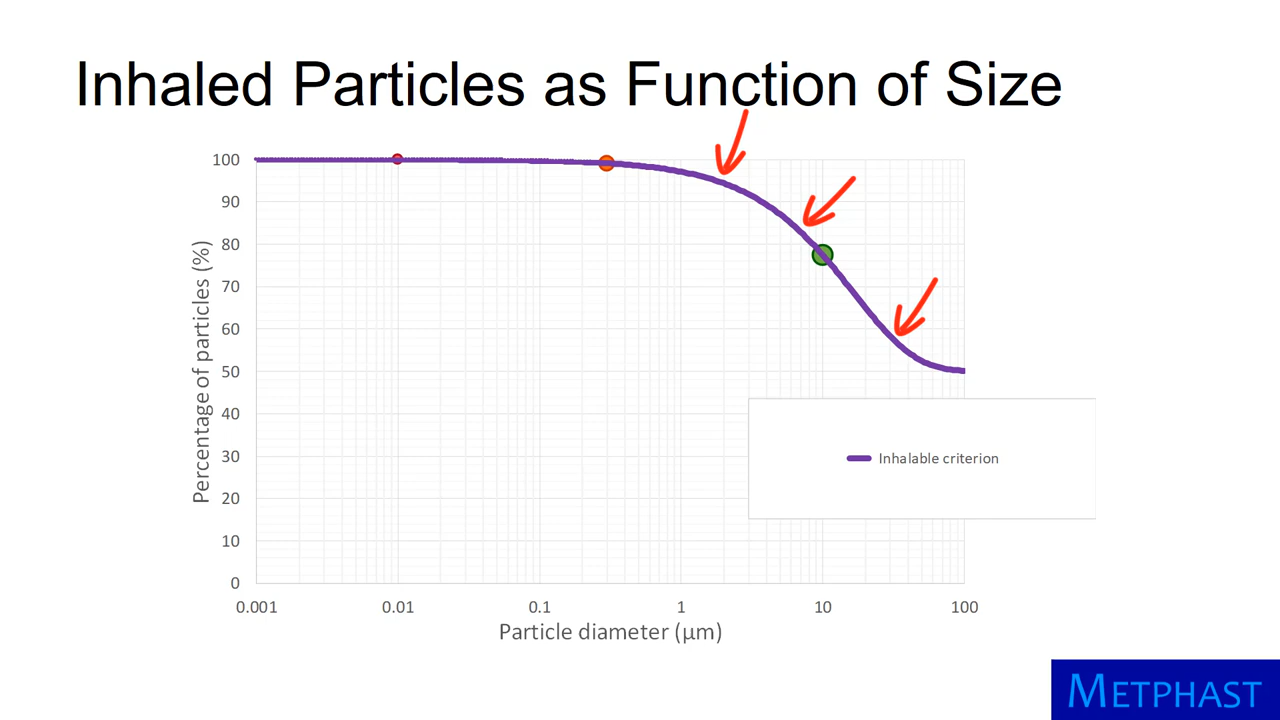 Inhaled Particles as Function of Size
100
90
80
70
60
50
40
30
20
10
0
Percentage of particles (%)
0.001 0.01 0.1 1 10 100
Particle diameter (µm)
Inhalable criterion
METPHAST